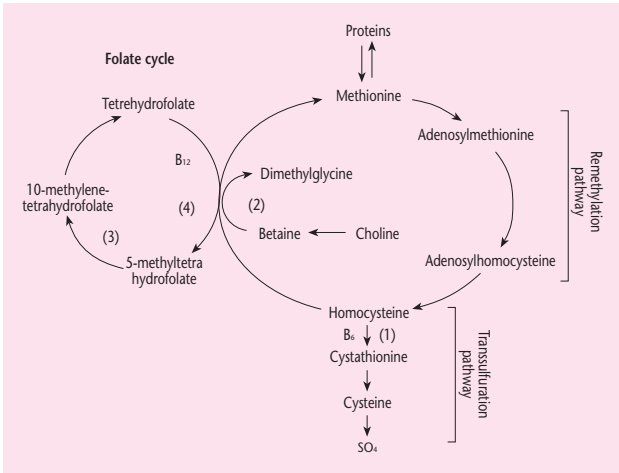 Proteins
Folate cycle
Methionine
Tetrehydrofolate
Adenosylmethionine
B₁₂
Dimethylglycine
10-methylene-
tetrahydrofolate
(4)
(2)
Betaine
Choline
(3)
5-methyltetra
hydrofolate
Adenosylhomocysteine
Remethylation
pathway
Homocysteine
B₆
(1)
Cystathionine
Cysteine
SO₄
Transsulfuration
pathway